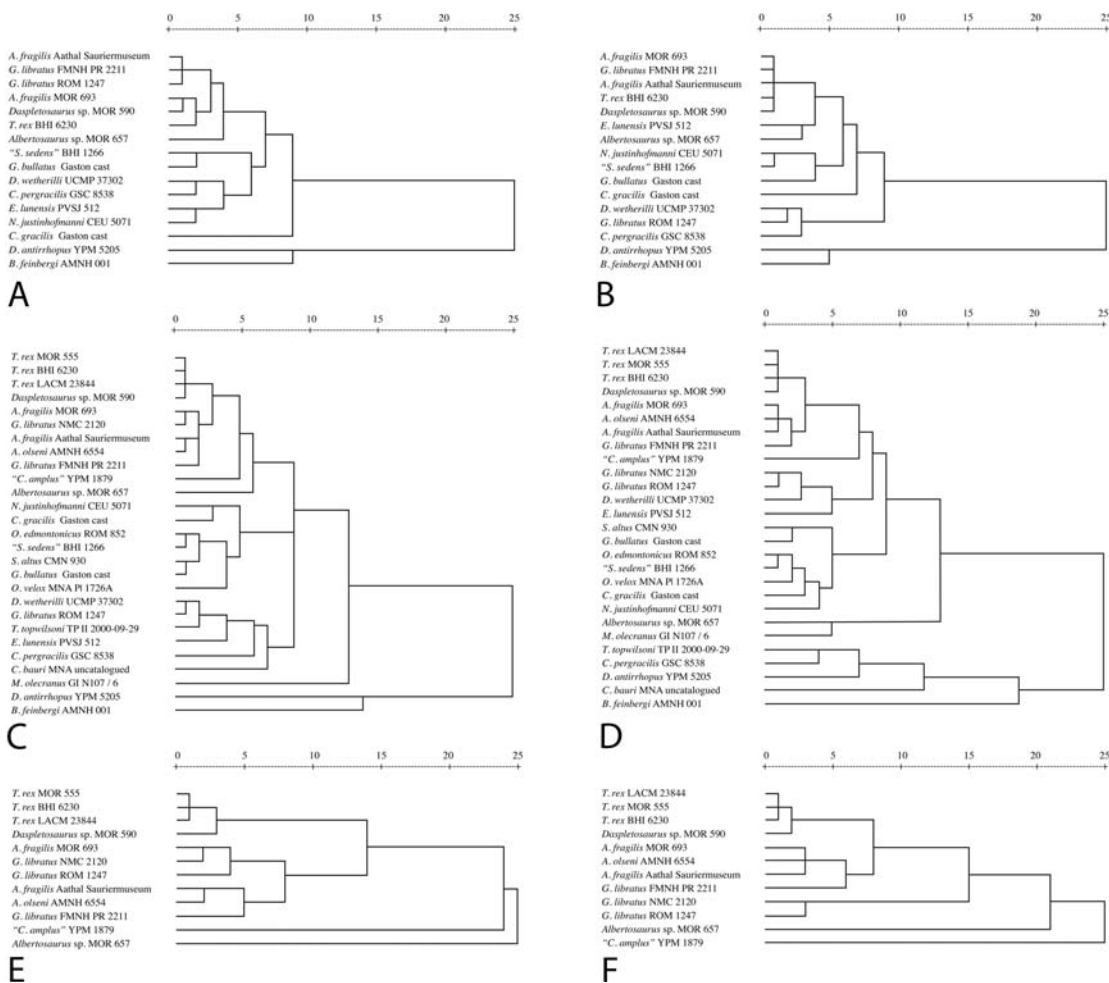 0 5 10 15 20 25
A. fragilis Aathal Sauriermuseum
G. libratus FMNH PR 2211
G. libratus ROM 1247
A. fragilis MOR 693
Daspletosaurus sp. MOR 590
T. rex BHI 6230
Albertosaurus sp. MOR 657
"S. sedens" BHI 1266
G. bullatus Gaston cast
D. wetherilli UCMP 37302
C. pergracilis GSC 8538
E. lunensis PVSJ 512
N. justinhofmanni CEU 5071
C. gracilis Gaston cast
D. antirrhopus YPM 5205
B. feinbergi AMNH 001
A
0 5 10 15 20 25
A. fragilis MOR 693
G. libratus FMNH PR 2211
A. fragilis Aathal Sauriermuseum
T. rex BHI 6230
Daspletosaurus sp. MOR 590
E. lunensis PVSJ 512
Albertosaurus sp. MOR 657
N. justinhofmanni CEU 5071
"S. sedens" BHI 1266
G. bullatus Gaston cast
C. gracilis Gaston cast
D. wetherilli UCMP 37302
G. libratus ROM 1247
C. pergracilis GSC 8538
D. antirrhopus YPM 5205
B. feinbergi AMNH 001
B
0 5 10 15 20 25
T. rex MOR 555
T. rex BHI 6230
T. rex LACM 23844
Daspletosaurus sp. MOR 590
A. fragilis MOR 693
G. libratus NMC 2120
A. fragilis Aathal Sauriermuseum
A. olseni AMNH 6554
G. libratus FMNH PR 2211
"C. amplus" YPM 1879
Albertosaurus sp. MOR 657
N. justinhofmanni CEU 5071
C. gracilis Gaston cast
O. edmontonicus ROM 852
"S. sedens" BHI 1266
S. altus CMN 930
G. bullatus Gaston cast
O. velox MNA Pl 1726A
D. wetherilli UCMP 37302
G. libratus ROM 1247
T. topwilsoni TP II 2000-09-29
E. lunensis PVSJ 512
C. pergracilis GSC 8538
C. bauri MNA uncatalogued
M. olecranus GI N107 / 6
D. antirrhopus YPM 5205
B. feinbergi AMNH 001
C
0 5 10 15 20 25
T. rex LACM 23844
T. rex MOR 555
T. rex BHI 6230
Daspletosaurus sp. MOR 590
A. fragilis MOR 693
A. olseni AMNH 6554
A. fragilis Aathal Sauriermuseum
G. libratus FMNH PR 2211
"C. amplus" YPM 1879
G. libratus NMC 2120
G. libratus ROM 1247
D. wetherilli UCMP 37302
E. lunensis PVSJ 512
S. altus CMN 930
G. bullatus Gaston cast
O. edmontonicus ROM 852
"S. sedens" BHI 1266
O. velox MNA Pl 1726A
C. gracilis Gaston cast
N. justinhofmanni CEU 5071
Albertosaurus sp. MOR 657
M. olecranus GI N107 / 6
T. topwilsoni TP II 2000-09-29
C. pergracilis GSC 8538
D. antirrhopus YPM 5205
C. bauri MNA uncatalogued
B. feinbergi AMNH 001
D
0 5 10 15 20 25
T. rex MOR 555
T. rex BHI 6230
T. rex LACM 23844
Daspletosaurus sp. MOR 590
A. fragilis MOR 693
G. libratus NMC 2120
G. libratus ROM 1247
A. fragilis Aathal Sauriermuseum
A. olseni AMNH 6554
G. libratus FMNH PR 2211
"C. amplus" YPM 1879
Albertosaurus sp. MOR 657
E
0 5 10 15 20 25
T. rex LACM 23844
T. rex MOR 555
T. rex BHI 6230
Daspletosaurus sp. MOR 590
A. fragilis MOR 693
A. olseni AMNH 6554
A. fragilis Aathal Sauriermuseum
G. libratus FMNH PR 2211
G. libratus NMC 2120
G. libratus ROM 1247
Albertosaurus sp. MOR 657
"C. amplus" YPM 1879
F